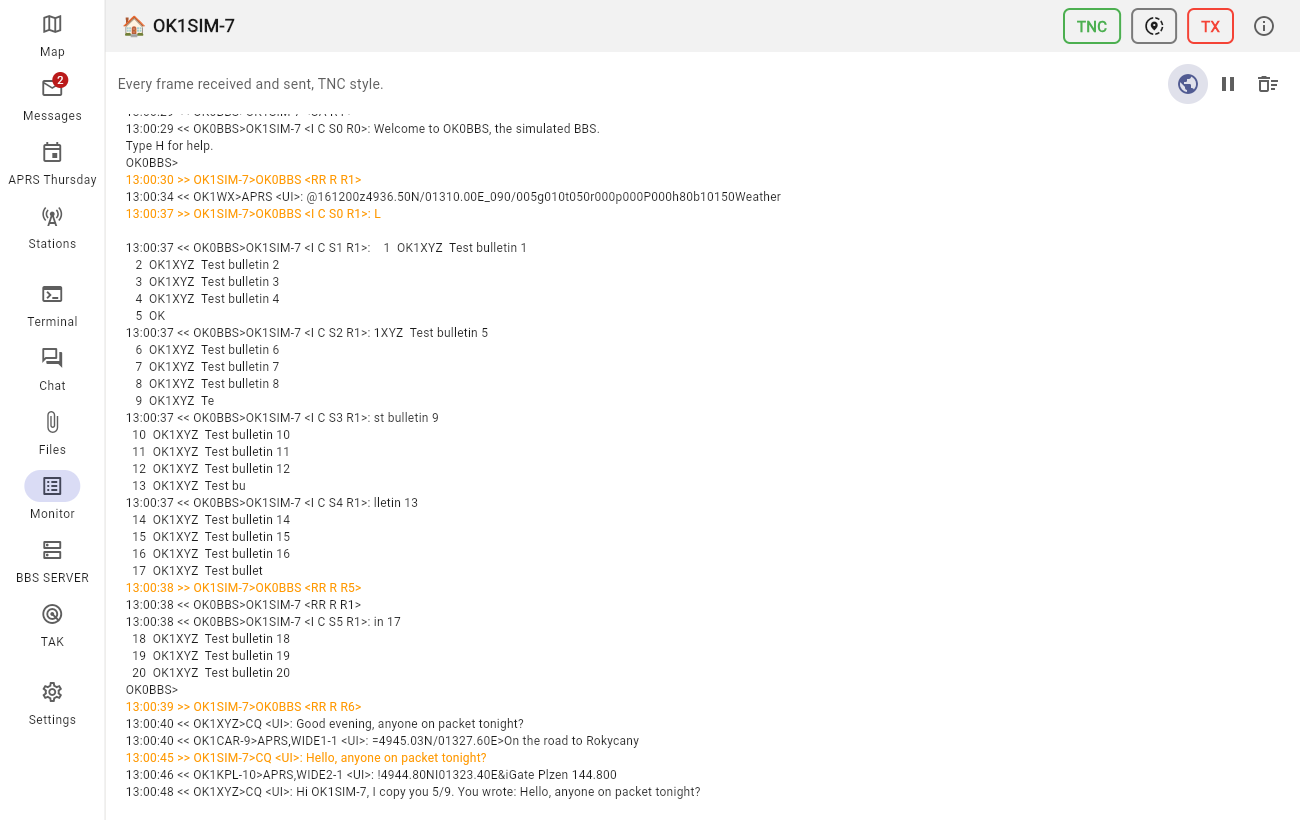 OK1SIM-7
TNC
TX
Map
2
Messages
APRS Thursday
Stations
Terminal
Chat
Files
Monitor
BBS SERVER
TAK
Settings
Every frame received and sent, TNC style.
13:00:29 << OK0BBS>OK1SIM-7 <I C S0 R0>: Welcome to OK0BBS, the simulated BBS.
Type H for help.
OK0BBS>
13:00:30 >> OK1SIM-7>OK0BBS <RR R R1>
13:00:34 << OK1WX>APRS <UI>: @161200z4936.50N/01310.00E_090/005g010t050r000p000P000h80b10150Weather
13:00:37 >> OK1SIM-7>OK0BBS <I C S0 R1>: L
13:00:37 << OK0BBS>OK1SIM-7 <I C S1 R1>:    1  OK1XYZ  Test bulletin 1
2  OK1XYZ  Test bulletin 2
3  OK1XYZ  Test bulletin 3
4  OK1XYZ  Test bulletin 4
5  OK
13:00:37 << OK0BBS>OK1SIM-7 <I C S2 R1>: 1XYZ  Test bulletin 5
6  OK1XYZ  Test bulletin 6
7  OK1XYZ  Test bulletin 7
8  OK1XYZ  Test bulletin 8
9  OK1XYZ  Te
13:00:37 << OK0BBS>OK1SIM-7 <I C S3 R1>: st bulletin 9
10  OK1XYZ  Test bulletin 10
11  OK1XYZ  Test bulletin 11
12  OK1XYZ  Test bulletin 12
13  OK1XYZ  Test bu
13:00:37 << OK0BBS>OK1SIM-7 <I C S4 R1>: lletin 13
14  OK1XYZ  Test bulletin 14
15  OK1XYZ  Test bulletin 15
16  OK1XYZ  Test bulletin 16
17  OK1XYZ  Test bullet
13:00:38 >> OK1SIM-7>OK0BBS <RR R R5>
13:00:38 << OK0BBS>OK1SIM-7 <RR R R1>
13:00:38 << OK0BBS>OK1SIM-7 <I C S5 R1>: in 17
18  OK1XYZ  Test bulletin 18
19  OK1XYZ  Test bulletin 19
20  OK1XYZ  Test bulletin 20
OK0BBS>
13:00:39 >> OK1SIM-7>OK0BBS <RR R R6>
13:00:40 << OK1XYZ>CQ <UI>: Good evening, anyone on packet tonight?
13:00:40 << OK1CAR-9>APRS,WIDE1-1 <UI>: =4945.03N/01327.60E>On the road to Rokycany
13:00:45 >> OK1SIM-7>CQ <UI>: Hello, anyone on packet tonight?
13:00:46 << OK1KPL-10>APRS,WIDE2-1 <UI>: !4944.80NI01323.40E&iGate Plzen 144.800
13:00:48 << OK1XYZ>CQ <UI>: Hi OK1SIM-7, I copy you 5/9. You wrote: Hello, anyone on packet tonight?